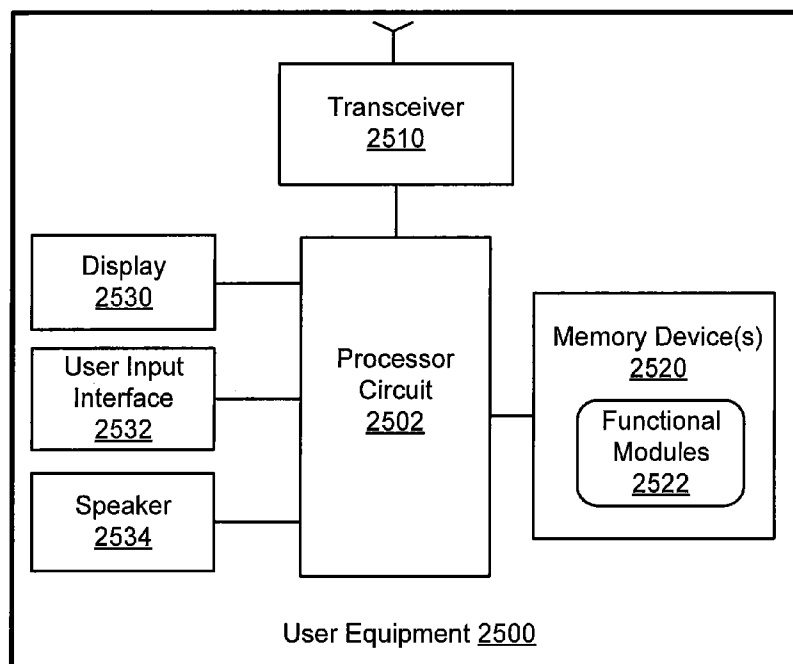 Transceiver
2510
Display
2530
User Input
Interface
2532
Speaker
2534
Processor
Circuit
2502
Memory Device(s)
2520
Functional
Modules
2522
User Equipment 2500